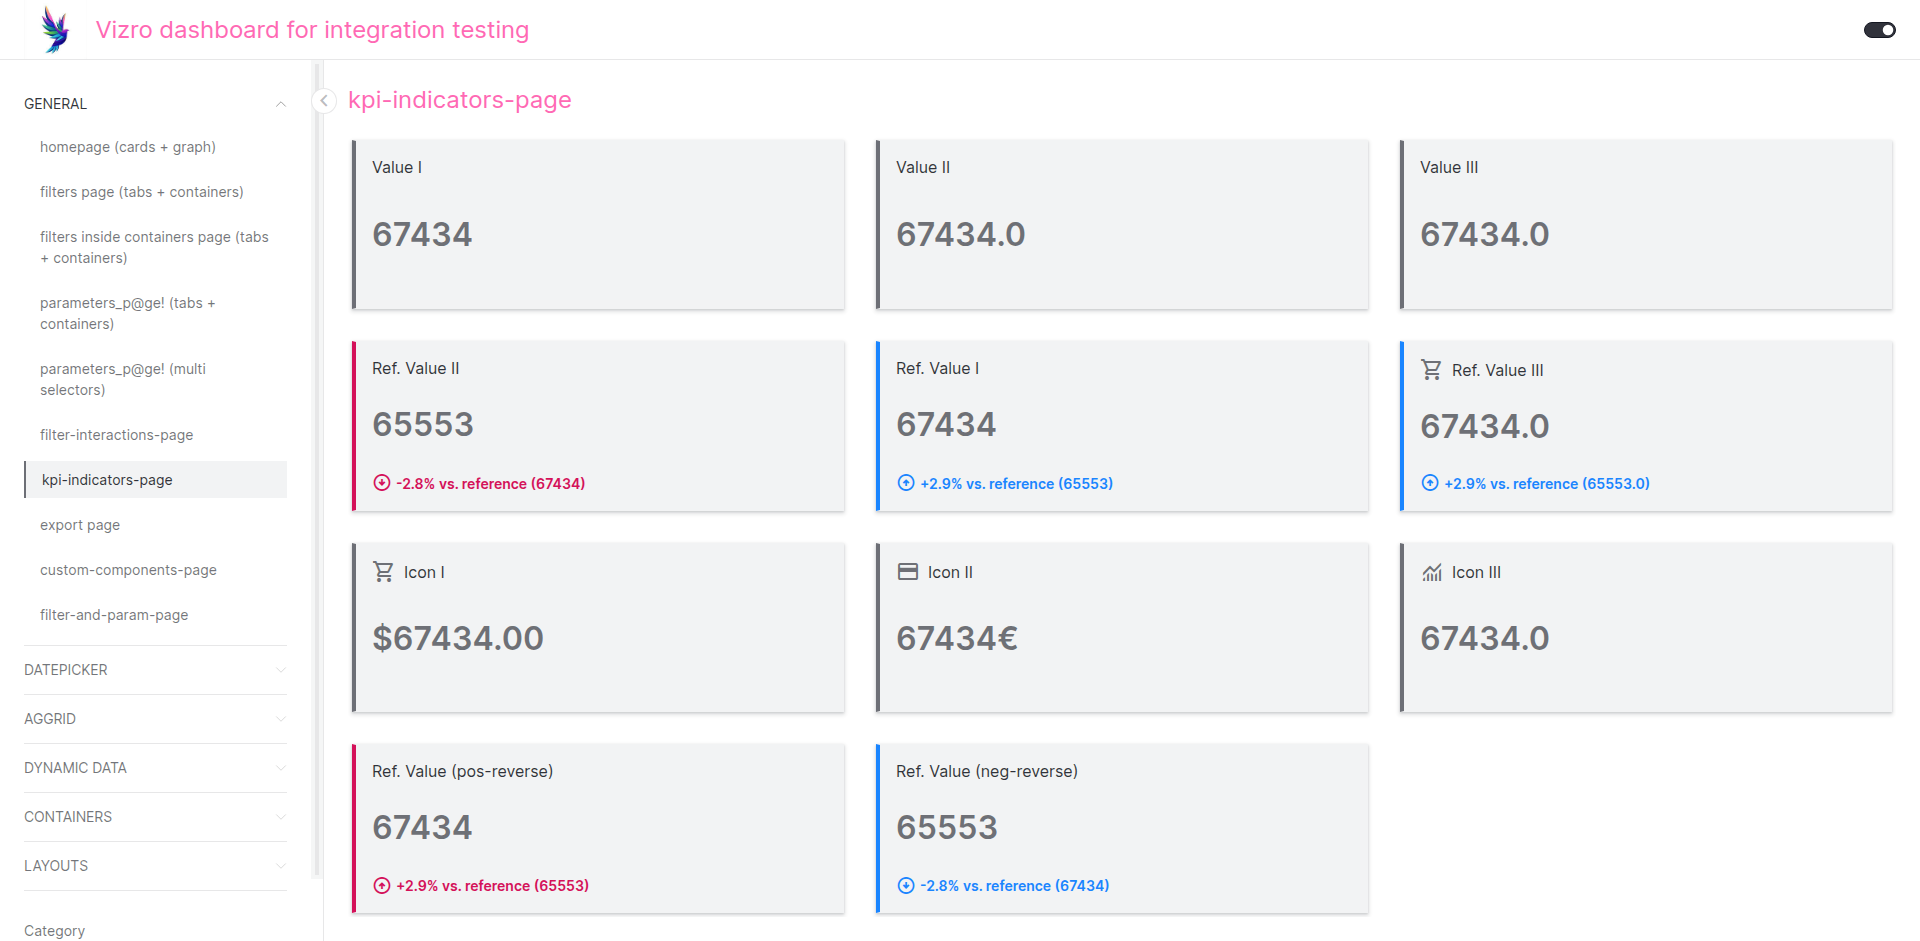 Vizro dashboard for integration testing
GENERAL
homepage (cards + graph)
filters page (tabs + containers)
filters inside containers page (tabs
+ containers)
parameters_p@ge! (tabs +
containers)
parameters_p@ge! (multi
selectors)
filter-interactions-page
kpi-indicators-page
export page
custom-components-page
filter-and-param-page
DATEPICKER
AGGRID
DYNAMIC DATA
CONTAINERS
LAYOUTS
Category
kpi-indicators-page
Value I
67434
Value II
67434.0
Value III
67434.0
Ref. Value II
65553
-2.8% vs. reference (67434)
Ref. Value I
67434
+2.9% vs. reference (65553)
Ref. Value III
67434.0
+2.9% vs. reference (65553.0)
Icon I
$67434.00
Icon II
67434€
Icon III
67434.0
Ref. Value (pos-reverse)
67434
+2.9% vs. reference (65553)
Ref. Value (neg-reverse)
65553
-2.8% vs. reference (67434)